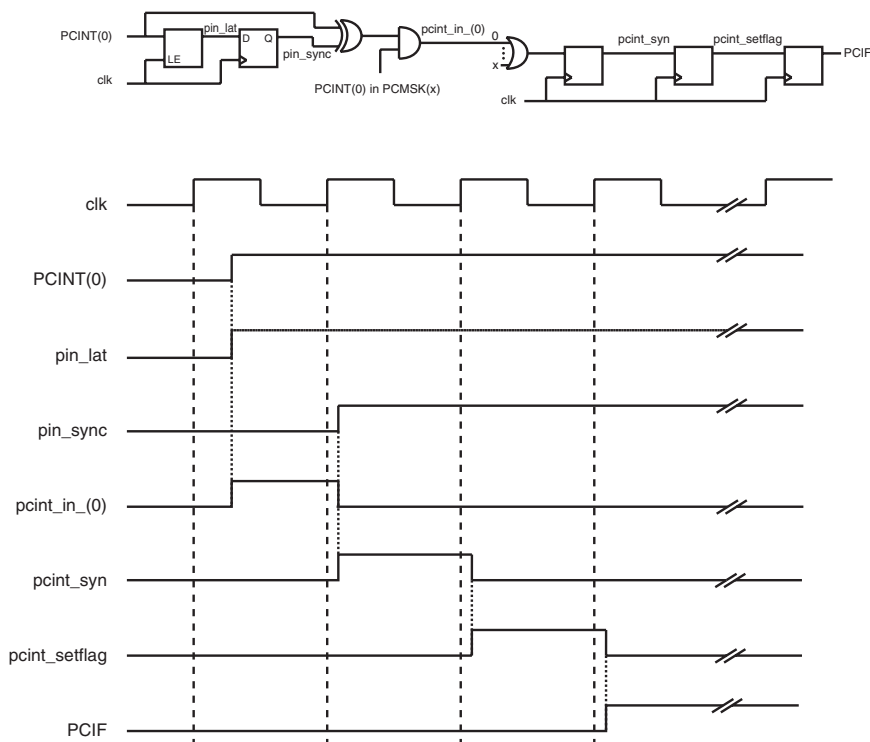 PCINT(0)
pin_lat
LE
D Q
pin_sync
clk
PCINT(0) in PCMSK(x)
pcint_in_(0)
0
x
clk
pcint_syn
pcint_setflag
PCIF
clk
PCINT(0)
pin_lat
pin_sync
pcint_in_(0)
pcint_syn
pcint_setflag
PCIF